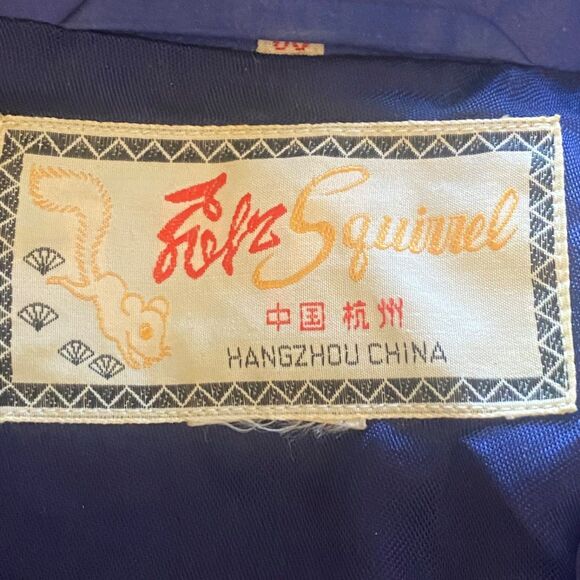 Squirrel
中国 杭州
HANGZHOU CHINA